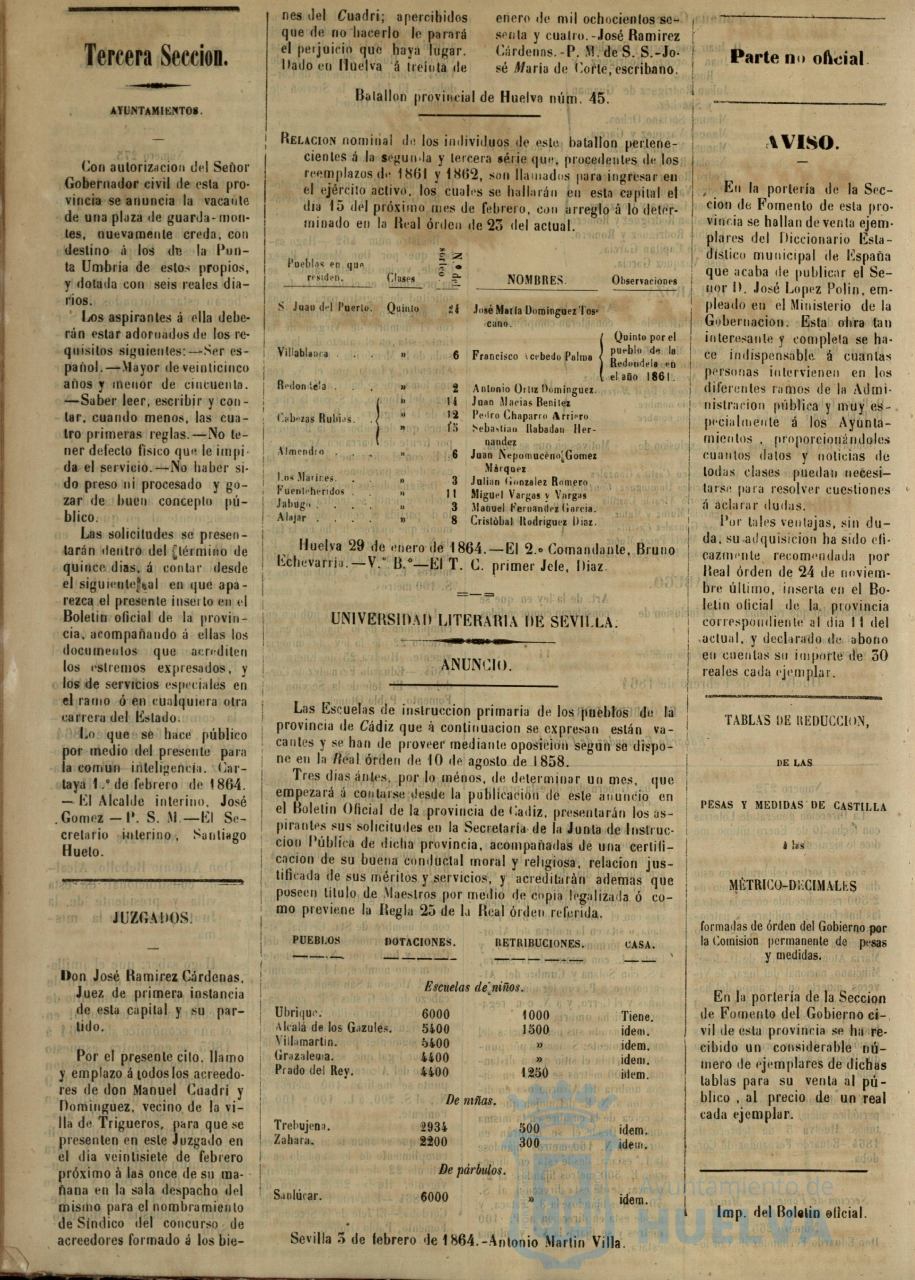 Tercera Seccion.
AYUNTAMIENTOS.
Con autorizacion del Señor
Gobernador civil de esta pro-
vincia se anuncia la vacante
de una plaza de guarda-mon-
tes, nuevamente creda, con
destino á los de la Pun-
ta Umbria de estos propios,
y dotada con seis reales dia-
rios.
Los aspirantes á ella debe-
rán estar adornados de los re-
quisitos siguientes:—Ser es-
pañol.—Mayor de veinticinco
años y menor de cincuenta.
—Saber leer, escribir y con-
tar, cuando menos, las cua-
tro primeras reglas.—No te-
ner defecto fisico que le impi-
da el servicio.—No haber si-
do preso ni procesado y go-
zar de buen concepto pú-
blico.
Las solicitudes se presen-
tarán dentro del término de
quince dias, á contar desde
el siguiente al en que apa-
rezca el presente inserto en el
Boletin oficial de la provin-
cia, acompañando á ellas los
documentos que acrediten
los estremos expresados, y
los de servicios especiales en
el ramo ó en cualquiera otra
carrera del Estado.
Lo que se hace público
por medio del presente para
la comun inteligencia. Car-
taya 1.º de febrero de 1864.
— El Alcalde interino, José
Gomez — P. S. M.—El Se-
cretario interino, Santiago
Hueto.
JUZGADOS.
Don José Ramirez Cárdenas,
Juez de primera instancia
de esta capital y su par-
tido.
Por el presente cito, llamo
y emplazo á todos los acreedo-
res de don Manuel Cuadri y
Dominguez, vecino de la vi-
lla de Trigueros, para que se
presenten en este Juzgado en
el dia veintisiete de febrero
próximo á las once de su ma-
ñana en la sala despacho del
mismo para el nombramiento
de Síndico del concurso de
acreedores formado á los bie-
nes del Cuadri; apercibidos
que de no hacerlo le parará
el perjuicio que haya lugar.
Dado en Huelva á treinta de
enero de mil ochocientos se-
senta y cuatro.-José Ramirez
Cárdenas.-P. M. de S. S.-Jo-
sé Maria de Corte, escribano.
Batallon provincial de Huelva núm. 45.
RELACION nominal de los individuos de este batallon pertene-
cientes á la segunda y tercera série que, procedentes de los
reemplazos de 1861 y 1862, son llamados para ingresar en
el ejército activo, los cuales se hallarán en esta capital el
dia 15 del próximo mes de febrero, con arreglo á lo deter-
minado en la Real órden de 23 del actual.
Pueblos en que residen. Clases N.º del sorteo NOMBRES. Observaciones
S. Juan del Puerto. Quinto 24 José María Dominguez Tos-
cano.
Villablanca . . . » 6 Francisco Acebedo Palma { Quinto por el pueblo de la Redondela en el año 1861.
Redondela . . » 2 Antonio Ortiz Dominguez.
Cabezas Rubias. { » 14 Juan Macias Benitez
» 12 Pedro Chaparro Arriero
» 15 Sebastian Rabadan Her-
nandez
Almendro . . . » 6 Juan Nepomuceno Gomez
Márquez
Los Marines. . . » 3 Julian Gonzalez Romero.
Fuenteheridos . » 11 Miguel Vargas y Vargas
Jabugo . . . » 3 Manuel Fernandez Garcia.
Alajar . . . . » 8 Cristòbal Rodriguez Diaz.
Huelva 29 de enero de 1864.—El 2.º Comandante, Bruno
Echevarria.—V.º B.º—El T. C. primer Jefe, Diaz.
UNIVERSIDAD LITERARIA DE SEVILLA.
ANUNCIO.
Las Escuelas de instruccion primaria de los pueblos de la
provincia de Cádiz que á continuacion se expresan están va-
cantes y se han de proveer mediante oposicion segun se dispo-
ne en la Real órden de 10 de agosto de 1858.
Tres dias ántes, por lo ménos, de determinar un mes, que
empezará á contarse desde la publicacion de este anuncio en
el Boletin Oficial de la provincia de Cadiz, presentarán los as-
pirantes sus solicitudes en la Secretaría de la Junta de Instruc-
cion Pública de dicha provincia, acompañadas de una certifi-
cacion de su buena conductal moral y religiosa, relacion jus-
tificada de sus méritos y servicios, y acreditarán ademas que
poseen titulo de Maestros por medio de copia legalizada ó co-
mo previene la Regla 25 de la Real órden referida.
PUEBLOS DOTACIONES. RETRIBUCIONES. CASA.
Escuelas de niños.
Ubrique. 6000 1000 Tiene.
Alcalá de los Gazules. 5400 1500 idem.
Villamartin. 5400 » idem.
Grazalema. 4400 » idem.
Prado del Rey. 4400 1250 idem.
De niñas.
Trebujena. 2934 500 idem.
Zahara. 2200 300 idem.
De párbulos.
Sanlúcar. 6000 » idem.
Sevilla 3 de febrero de 1864.-Antonio Martin Villa.
Parte no oficial
AVISO.
En la portería de la Sec-
cion de Fomento de esta pro-
vincia se hallan de venta ejem-
plares del Diccionario Esta-
dístico municipal de España
que acaba de publicar el Se-
ñor D. José Lopez Polin, em-
pleado en el Ministerio de la
Gobernacion. Esta obra tan
interesante y completa se ha-
ce indispensable á cuantas
personas intervienen en los
diferentes ramos de la Admi-
nistracion pública y muy es-
pecialmente á los Ayunta-
mientos, proporcionándoles
cuantos datos y noticias de
todas clases puedan necesi-
tarse para resolver cuestiones
á aclarar dudas.
Por tales ventajas, sin du-
da, su adquisicion ha sido efi-
cazmente recomendada por
Real órden de 24 de noviem-
bre último, inserta en el Bo-
letin oficial de la provincia
correspondiente al dia 11 del
actual, y declarado de abono
en cuentas su importe de 30
reales cada ejemplar.
TABLAS DE REDUCCION,
DE LAS
PESAS Y MEDIDAS DE CASTILLA
á las
MÉTRICO-DECIMALES
formadas de órden del Gobierno por
la Comision permanente de pesas
y medidas.
En la portería de la Seccion
de Fomento del Gobierno ci-
vil de esta provincia se ha re-
cibido un considerable nú-
mero de ejemplares de dichas
tablas para su venta al pú-
blico, al precio de un real
cada ejemplar.
Imp. del Boletin oficial.
Ayuntamiento de
HUELVA